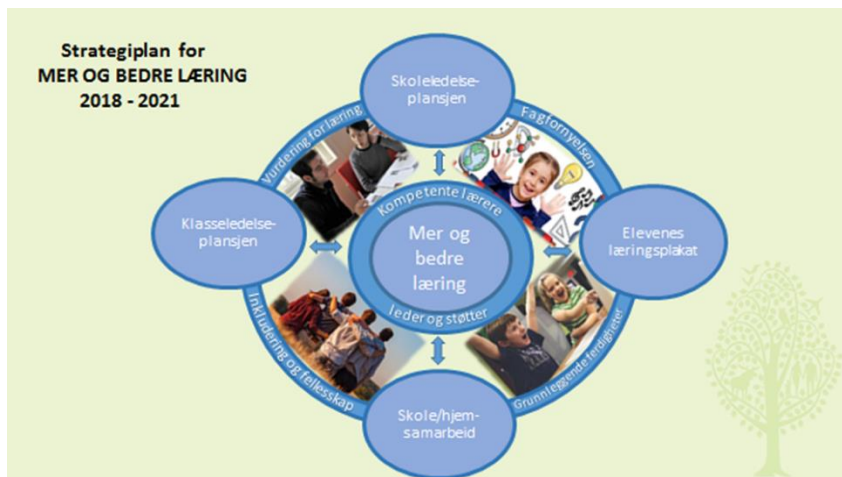 Strategiplan for
MER OG BEDRE LÆRING
2018 - 2021
Skoleledelse-
plansjen
Vurdering for læring
Fagfornyelsen
Kompetente lærere
Klasseledelse-
plansjen
Mer og
bedre
læring
Elevenes
læringsplakat
leder og støtter
Inkludering og fellesskap
Grunnleggende ferdigheter
Skole/hjem-
samarbeid